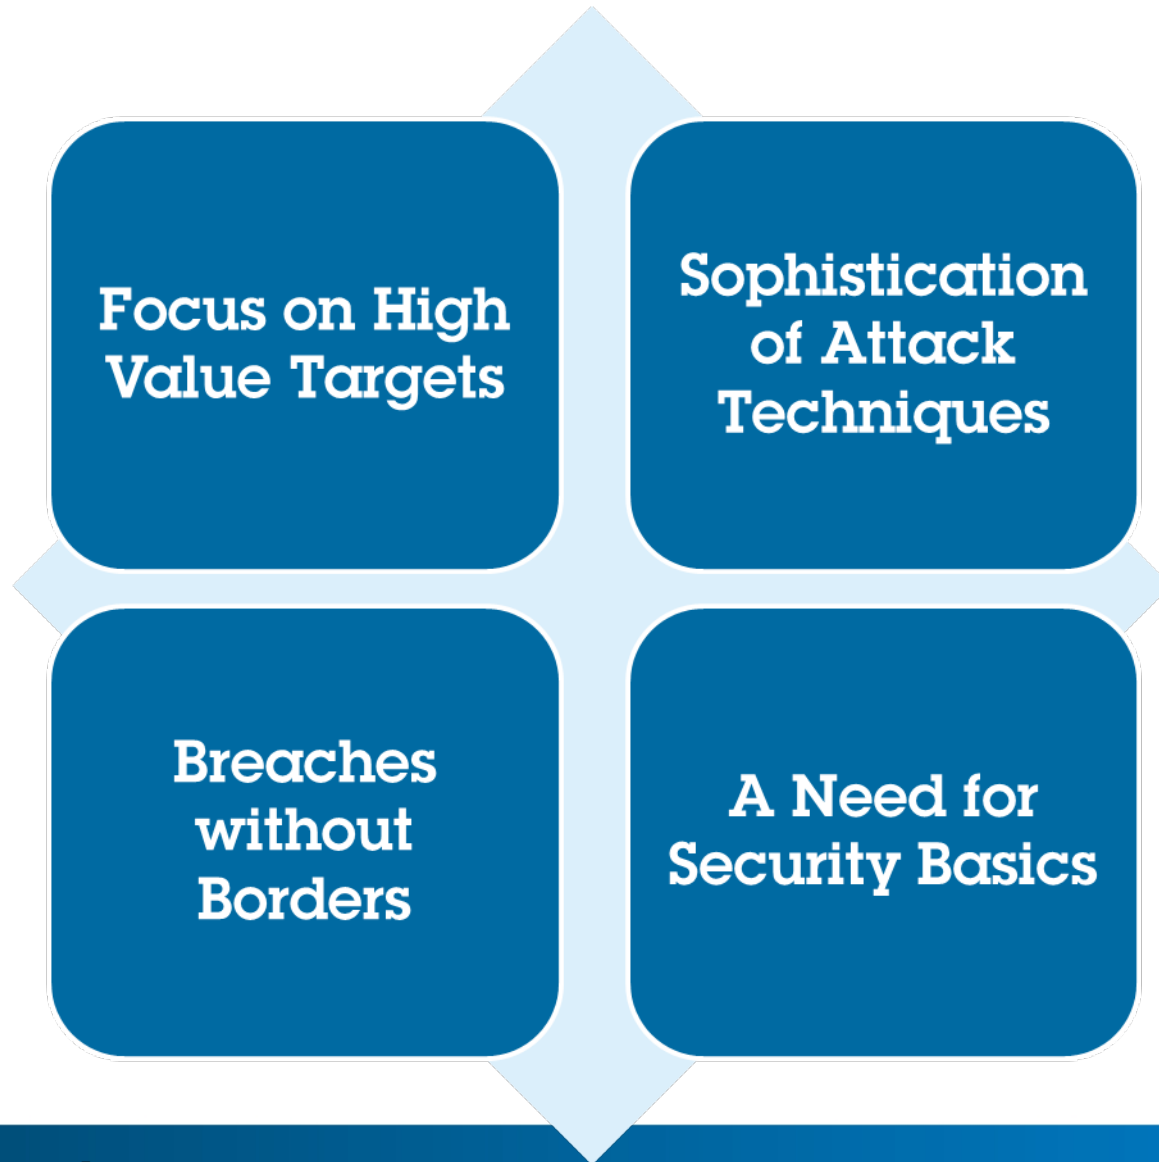 Focus on High
Value Targets
Sophistication
of Attack
Techniques
Breaches
without
Borders
A Need for
Security Basics